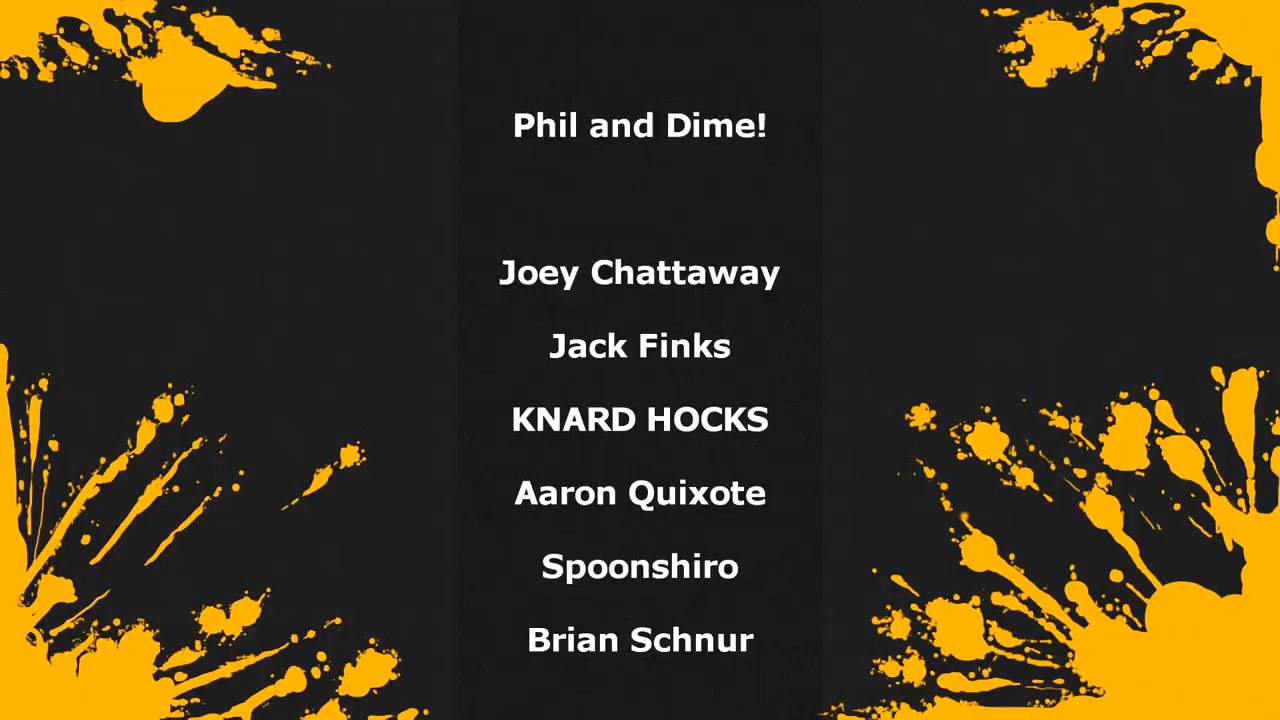 Phil and Dime!
Joey Chattaway
Jack Finks
KNARD HOCKS
Aaron Quixote
Spoonshiro
Brian Schnur